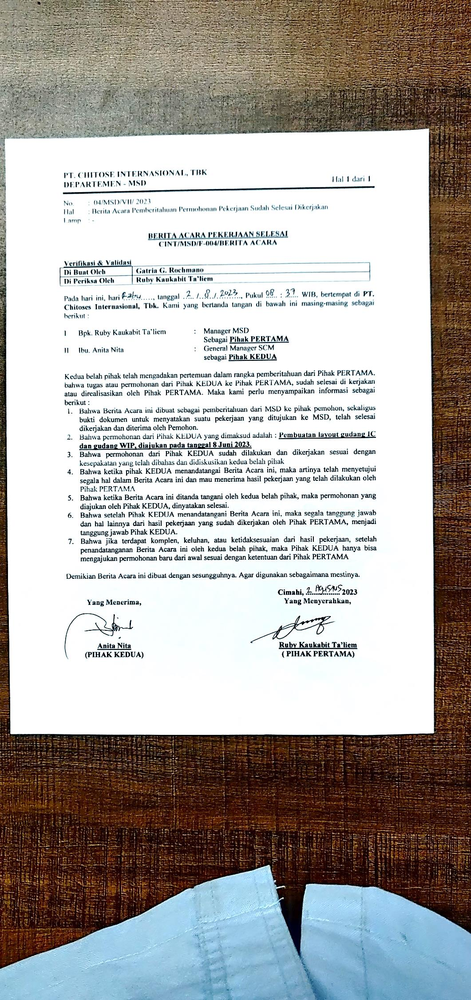 PT. CHITOSE INTERNASIONAL, TBK
DEPARTEMEN - MSD
Hal 1 dari 1
No. : 04/MSD/VII/ 2023
Hal : Berita Acara Pemberitahuan Permohonan Pekerjaan Sudah Selesai Dikerjakan
Lamp : -
BERITA ACARA PEKERJAAN SELESAI
CINT/MSD/F-004/BERITA ACARA
Verifikasi & Validasi
Di Buat Oleh Gatria G. Rochmano
Di Periksa Oleh Ruby Kaukabit Ta'liem
Pada hari ini, hari Rabu....., tanggal .2. /..8../.2023., Pukul 08... : 37.. WIB, bertempat di PT.
Chitoses Internasional, Tbk. Kami yang bertanda tangan di bawah ini masing-masing sebagai
berikut :
I Bpk. Ruby Kaukabit Ta'liem : Manager MSD
Sebagai Pihak PERTAMA
II Ibu. Anita Nita : General Manager SCM
sebagai Pihak KEDUA
Kedua belah pihak telah mengadakan pertemuan dalam rangka pemberitahuan dari Pihak PERTAMA,
bahwa tugas atau permohonan dari Pihak KEDUA ke Pihak PERTAMA, sudah selesai di kerjakan
atau direalisasikan oleh Pihak PERTAMA. Maka kami perlu menyampaikan informasi sebagai
berikut :
1. Bahwa Berita Acara ini dibuat sebagai pemberitahuan dari MSD ke pihak pemohon, sekaligus
bukti dokumen untuk menyatakan suatu pekerjaan yang ditujukan ke MSD, telah selesai
dikerjakan dan diterima oleh Pemohon.
2. Bahwa permohonan dari Pihak KEDUA yang dimaksud adalah : Pembuatan layout gudang IC
dan gudang WIP, diajukan pada tanggal 8 Juni 2023.
3. Bahwa permohonan dari Pihak KEDUA sudah dilakukan dan dikerjakan sesuai dengan
kesepakatan yang telah dibahas dan didiskusikan kedua belah pihak
4. Bahwa ketika pihak KEDUA menandatangai Berita Acara ini, maka artinya telah menyetujui
segala hal dalam Berita Acara ini dan mau menerima hasil pekerjaan yang telah dilakukan oleh
Pihak PERTAMA
5. Bahwa ketika Berita Acara ini ditanda tangani oleh kedua belah pihak, maka permohonan yang
diajukan oleh Pihak KEDUA, dinyatakan selesai.
6. Bahwa setelah Pihak KEDUA menandatangani Berita Acara ini, maka segala tanggung jawab
dan hal lainnya dari hasil pekerjaan yang sudah dikerjakan oleh Pihak PERTAMA, menjadi
tanggung jawab Pihak KEDUA.
7. Bahwa jika terdapat komplen, keluhan, atau ketidaksesuaian dari hasil pekerjaan, setelah
penandatanganan Berita Acara ini oleh kedua belah pihak, maka Pihak KEDUA hanya bisa
mengajukan permohonan baru dari awal sesuai dengan ketentuan dari Pihak PERTAMA
Demikian Berita Acara ini dibuat dengan sesungguhnya. Agar digunakan sebagaimana mestinya.
Cimahi, 2 Agustus 2023
Yang Menerima,
Yang Menyerahkan,
Anita Nita
(PIHAK KEDUA)
Ruby Kaukabit Ta'liem
( PIHAK PERTAMA)